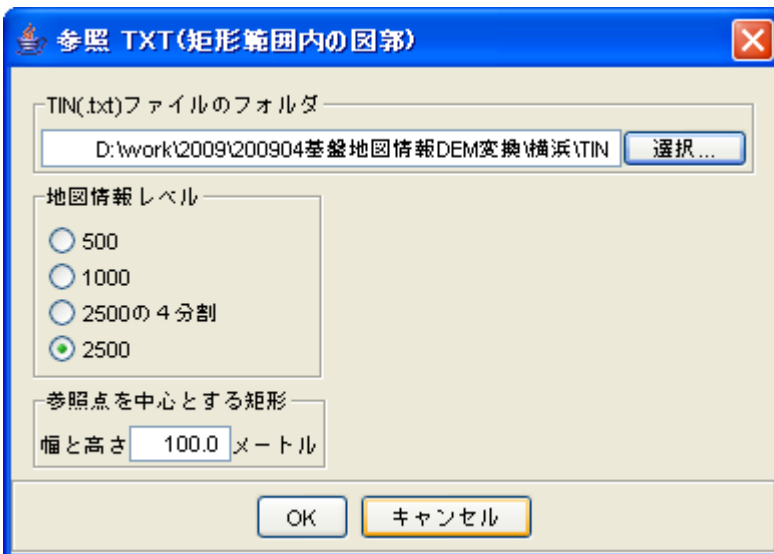 参照 TXT(矩形範囲内の図郭)
TIN(.txt)ファイルのフォルダ
D:\work\2009\200904基盤地図情報DEM変換\横浜\TIN 選択...
地図情報レベル
500
1000
2500の4分割
2500
参照点を中心とする矩形
幅と高さ 100.0 メートル
OK キャンセル